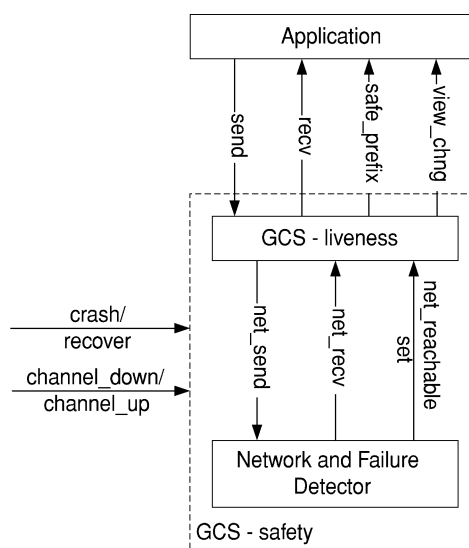 Application
send
recv
safe_prefix
view_chng
GCS - liveness
crash/
recover
channel_down/
channel_up
net_send
net_recv
net_reachable
set
Network and Failure
Detector
GCS - safety